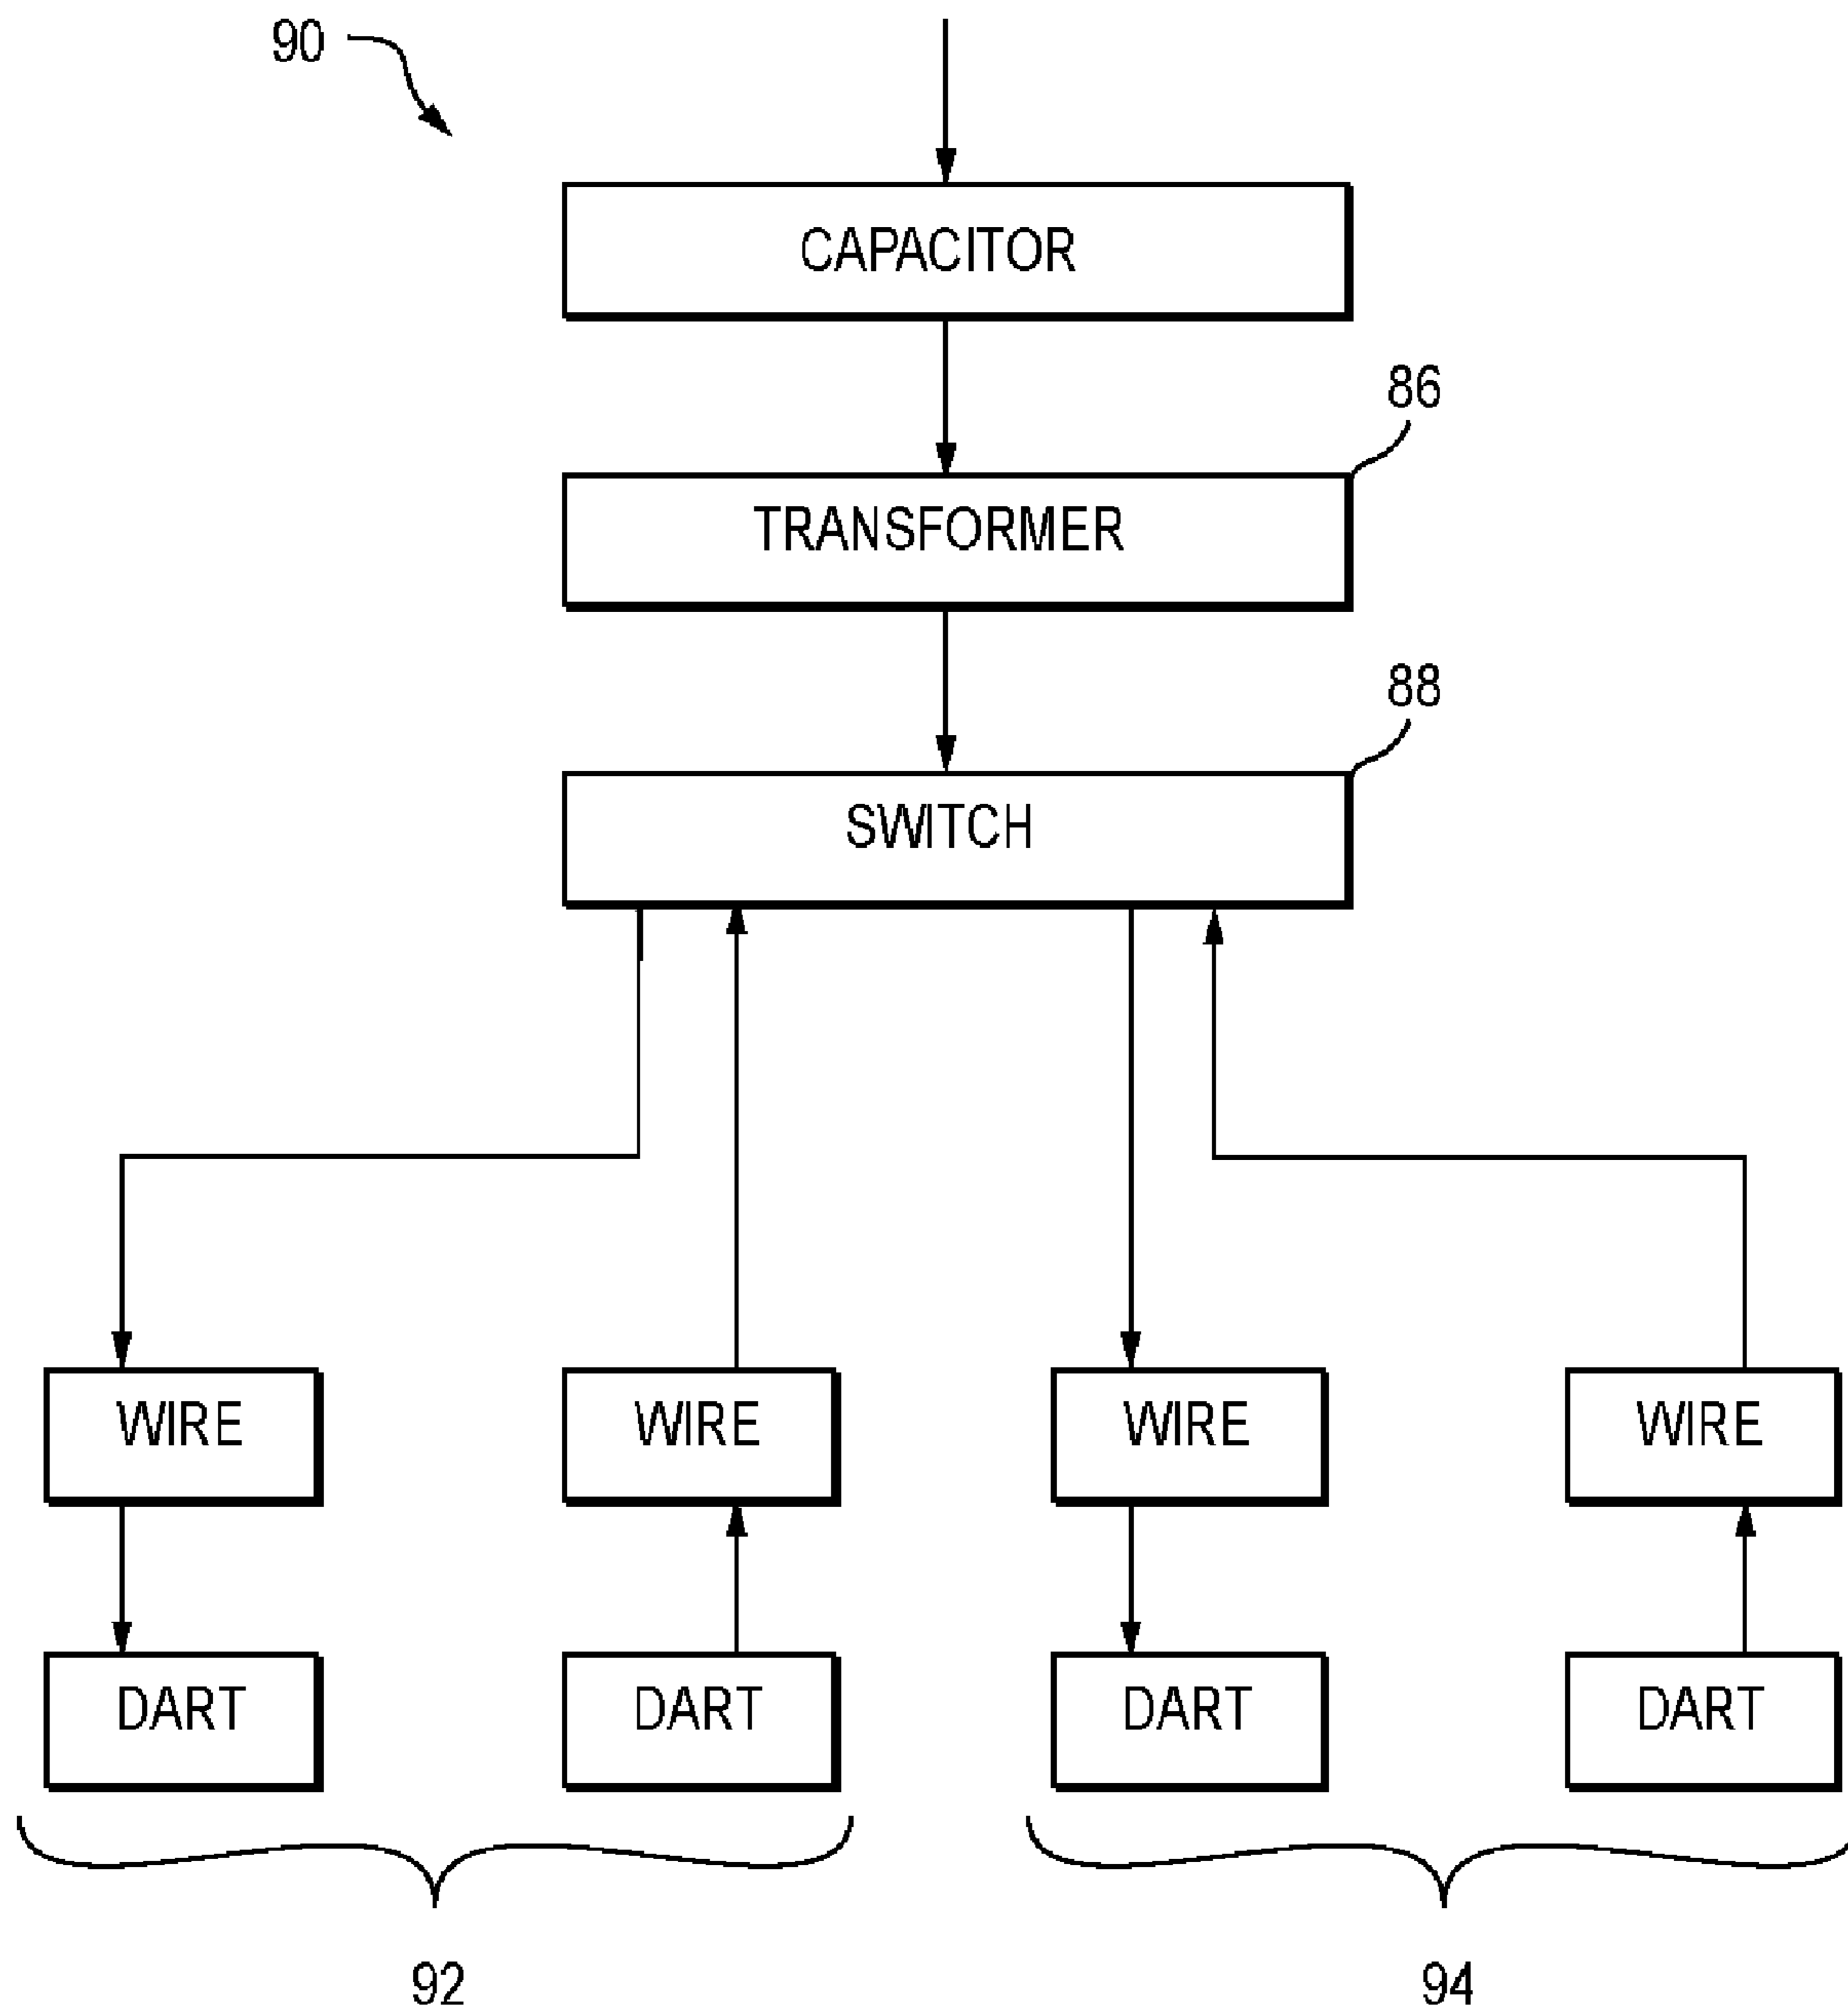 90
CAPACITOR
86
TRANSFORMER
88
SWITCH
WIRE WIRE WIRE WIRE
DART DART DART DART
92 94